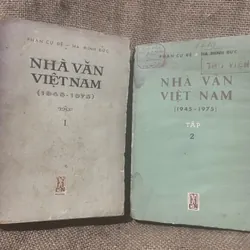 PHAN CỰ ĐỆ - HÀ MINH ĐỨC
NHÀ VĂN
VIỆT NAM
(1945-1975)
TẬP
1
PHAN CỰ ĐỆ - HÀ MINH ĐỨC
NHÀ VĂN
VIỆT NAM
(1945-1975)
TẬP
2